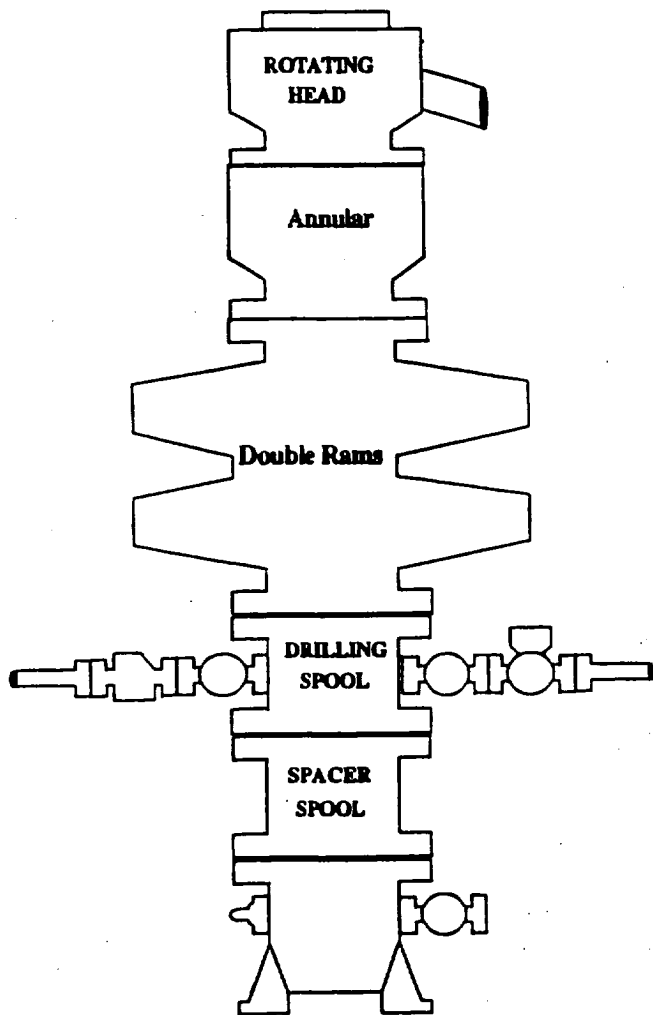 ROTATING
HEAD
Annular
Double Rams
DRILLING
SPOOL
SPACER
SPOOL